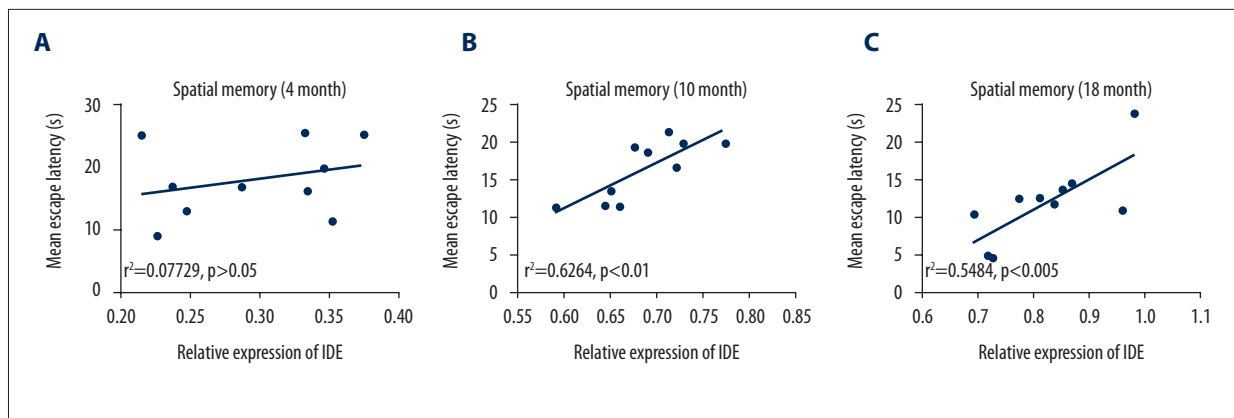 A
Spatial memory (4 month)
Mean escape latency (s)
30
20
10
0
r²=0.07729, p>0.05
0.20 0.25 0.30 0.35 0.40
Relative expression of IDE
B
Spatial memory (10 month)
Mean escape latency (s)
25
20
15
10
5
0
r²=0.6264, p<0.01
0.55 0.60 0.65 0.70 0.75 0.80 0.85
Relative expression of IDE
C
Spatial memory (18 month)
Mean escape latency (s)
25
20
15
10
5
0
r²=0.5484, p<0.005
0.6 0.7 0.8 0.9 1.0 1.1
Relative expression of IDE